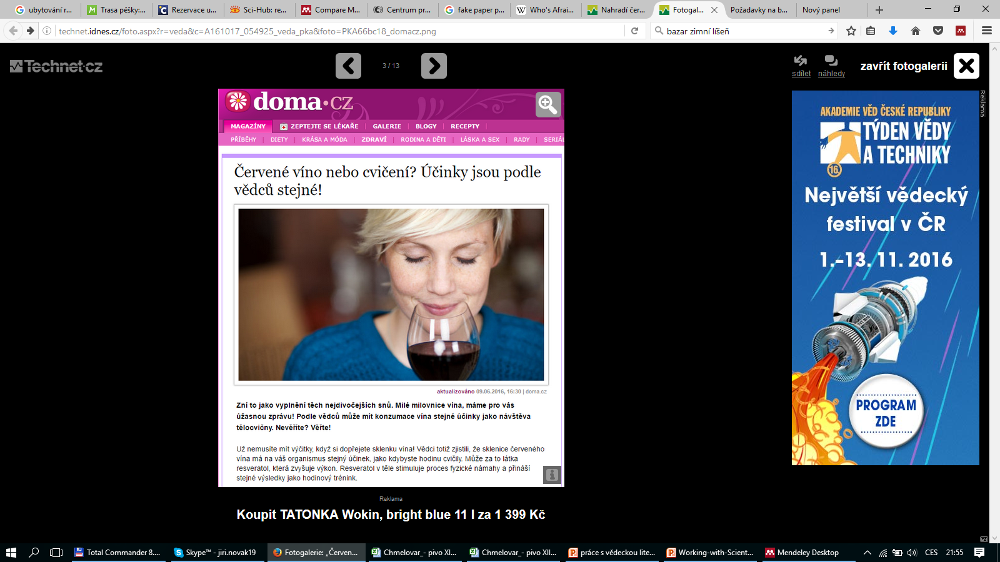 ubytování r...
Trasa pěšky:...
Rezervace u...
Sci-Hub: re...
Compare M...
Centrum pr...
fake paper p...
Who's Afrai...
Nahradí čer...
Fotogal...
Požadavky na b...
Nový panel
technet.idnes.cz/foto.aspx?r=veda&c=A161017_054925_veda_pka&foto=PKA66bc18_domacz.png
bazar zimní líšeň
Technet.cz
3 / 13
sdílet
náhledy
zavřít fotogalerii
doma.cz
MAGAZÍNY
ZEPTEJTE SE LÉKAŘE
GALERIE
BLOGY
RECEPTY
PŘÍBĚHY
DIETY
KRÁSA A MÓDA
ZDRAVÍ
RODINA A DĚTI
LÁSKA A SEX
RADY
SERIÁL
Červené víno nebo cvičení? Účinky jsou podle
vědců stejné!
aktualizováno 09.06.2016, 16:30 | doma.cz
Zní to jako vyplnění těch nejdivočejších snů. Milé milovnice vína, máme pro vás
úžasnou zprávu! Podle vědců může mít konzumace vína stejné účinky jako návštěva
tělocvičny. Nevěříte? Věřte!
Už nemusíte mít výčitky, když si dopřejete sklenku vína! Vědci totiž zjistili, že sklenice červeného
vína má na váš organismus stejný účinek, jako kdybyste hodinu cvičily. Může za to látka
resveratol, která zvyšuje výkon. Resveratol v těle stimuluje proces fyzické námahy a přináší
stejné výsledky jako hodinový trénink.
Reklama
Koupit TATONKA Wokin, bright blue 11 l za 1 399 Kč
Reklama
AKADEMIE VĚD ČESKÉ REPUBLIKY
16.
TÝDEN VĚDY
A TECHNIKY
Největší vědecký
festival v ČR
1.–13. 11. 2016
PROGRAM
ZDE
Total Commander 8....
Skype™ - jiri.novak19
Fotogalerie: „Červen...
Chmelovar_- pivo XI...
Chmelovar_- pivo XII...
práce s vědeckou lite...
Working-with-Scient...
Mendeley Desktop
CES
21:55